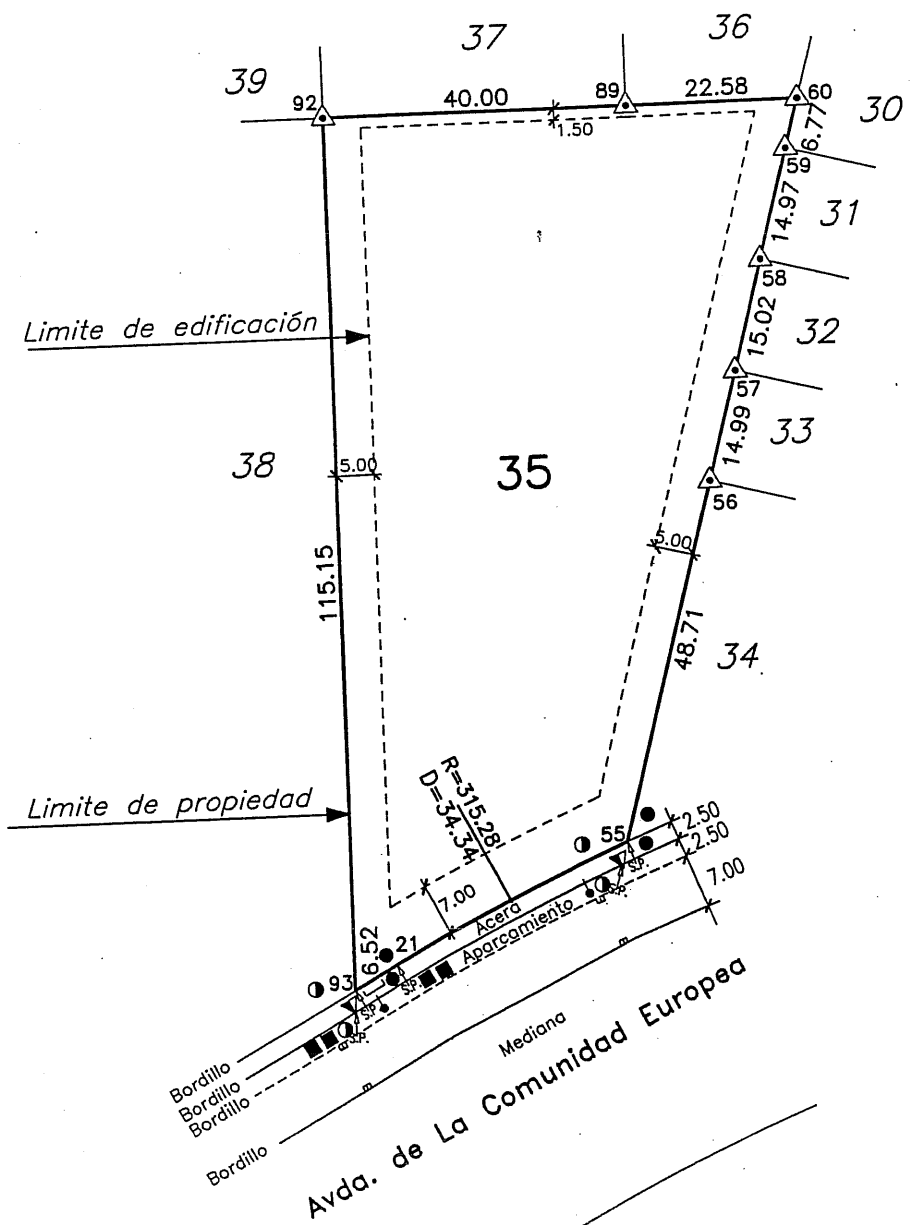 37
36
39
92
40.00
89
22.58
60
30
6.77
1.50
59
14.97
31
58
Limite de edificación
15.02
32
57
14.99
33
38
5.00
35
56
5.00
115.15
48.71
34
R=315.28
D=34.34
Limite de propiedad
55
2.50
2.50
S.P.
7.00
7.00
Acera
Aparcamiento
S.P.
6.52
21
93
S.P.
S.P.
S.P.
Mediana
Bordillo
Bordillo
Bordillo
Bordillo
Avda. de La Comunidad Europea